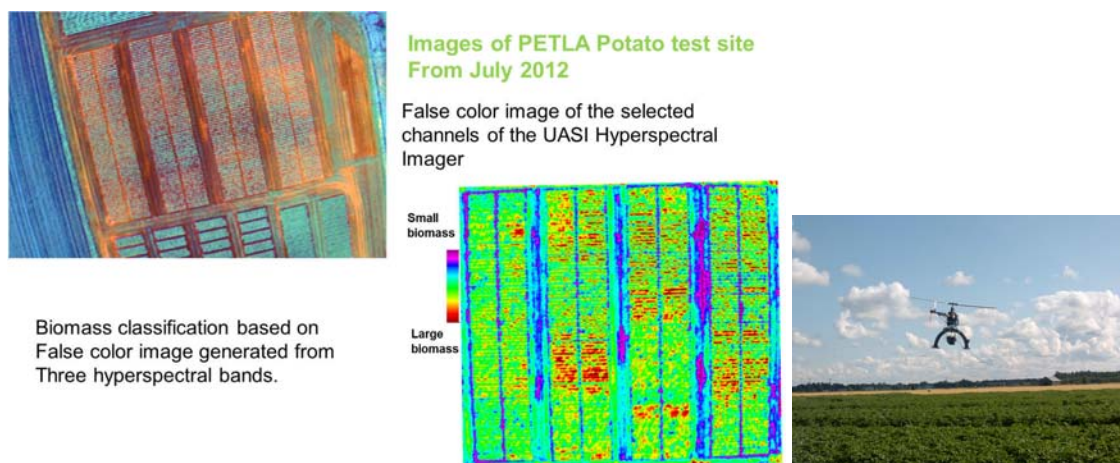 Images of PETLA Potato test site
From July 2012
False color image of the selected
channels of the UASI Hyperspectral
Imager
Small
biomass
Large
biomass
Biomass classification based on
False color image generated from
Three hyperspectral bands.